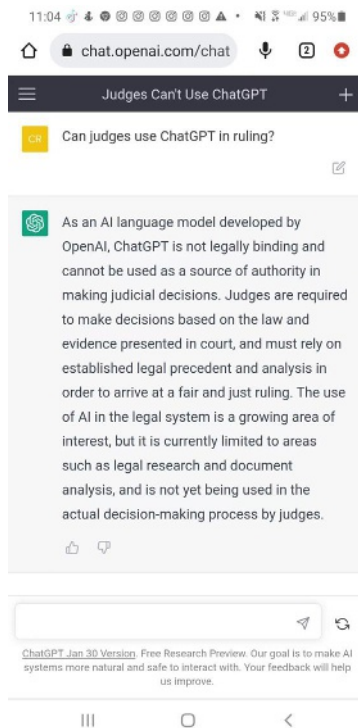 11:04
95%
chat.openai.com/chat
2
Judges Can't Use ChatGPT
CR
Can judges use ChatGPT in ruling?
As an AI language model developed by
OpenAI, ChatGPT is not legally binding and
cannot be used as a source of authority in
making judicial decisions. Judges are required
to make decisions based on the law and
evidence presented in court, and must rely on
established legal precedent and analysis in
order to arrive at a fair and just ruling. The use
of AI in the legal system is a growing area of
interest, but it is currently limited to areas
such as legal research and document
analysis, and is not yet being used in the
actual decision-making process by judges.
ChatGPT Jan 30 Version. Free Research Preview. Our goal is to make AI
systems more natural and safe to interact with. Your feedback will help
us improve.